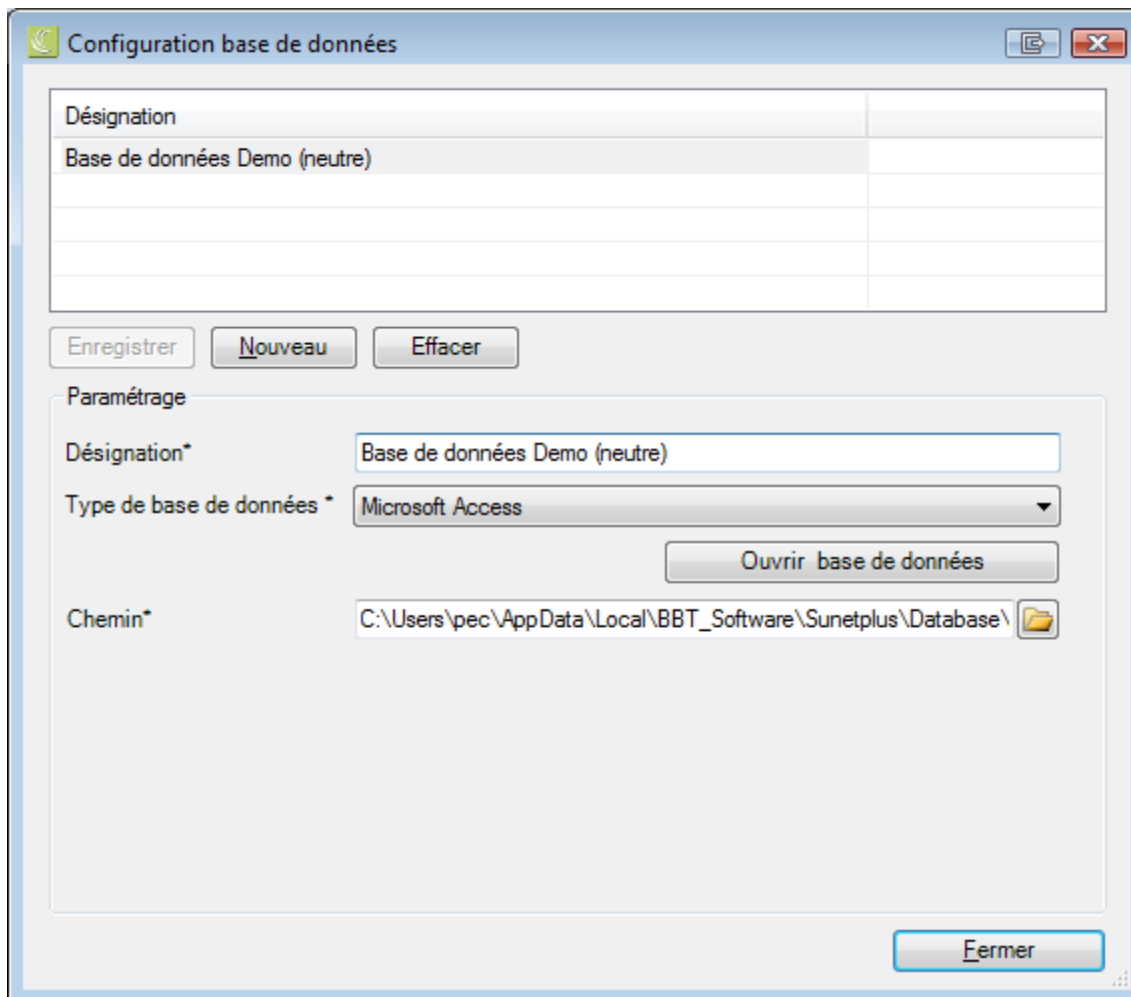 Configuration base de données
Désignation
Base de données Demo (neutre)
Enregistrer Nouveau Effacer
Paramétrage
Désignation* Base de données Demo (neutre)
Type de base de données * Microsoft Access
Ouvrir base de données
Chemin* C:\Users\pec\AppData\Local\BBT_Software\Sunetplus\Database\
Fermer